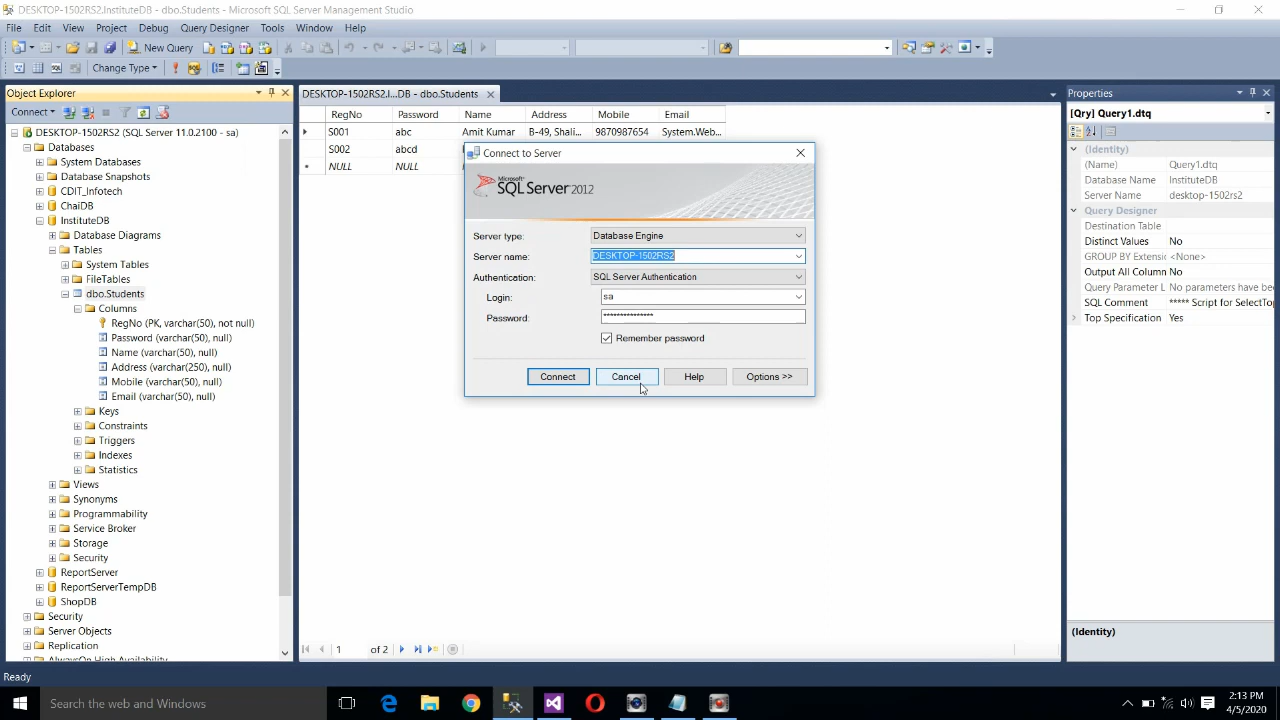 DESKTOP-1502RS2.InstituteDB - dbo.Students - Microsoft SQL Server Management Studio
File Edit View Project Debug Query Designer Tools Window Help
New Query
Change Type
Object Explorer
Connect
DESKTOP-1502RS2 (SQL Server 11.0.2100 - sa)
Databases
System Databases
Database Snapshots
CDIT_Infotech
ChaiDB
InstituteDB
Database Diagrams
Tables
System Tables
FileTables
dbo.Students
Columns
RegNo (PK, varchar(50), not null)
Password (varchar(50), null)
Name (varchar(50), null)
Address (varchar(250), null)
Mobile (varchar(50), null)
Email (varchar(50), null)
Keys
Constraints
Triggers
Indexes
Statistics
Views
Synonyms
Programmability
Service Broker
Storage
Security
ReportServer
ReportServerTempDB
ShopDB
Security
Server Objects
Replication
AlwaysOn High Availability
DESKTOP-1502RS2.I...DB - dbo.Students
RegNo Password Name Address Mobile Email
S001 abc Amit Kumar B-49, Shali... 9870987654 System.Web...
S002 abcd
NULL NULL
Connect to Server
Microsoft
SQL Server 2012
Server type: Database Engine
Server name: DESKTOP-1502RS2
Authentication: SQL Server Authentication
Login: sa
Password: ***************
Remember password
Connect Cancel Help Options >>
1 of 2
Properties
[Qry] Query1.dtq
(Identity)
(Name) Query1.dtq
Database Name InstituteDB
Server Name desktop-1502rs2
Query Designer
Destination Table
Distinct Values No
GROUP BY Extension <None>
Output All Column No
Query Parameter L No parameters have been
SQL Comment ***** Script for SelectTop
Top Specification Yes
(Identity)
Ready
Search the web and Windows
2:13 PM
4/5/2020